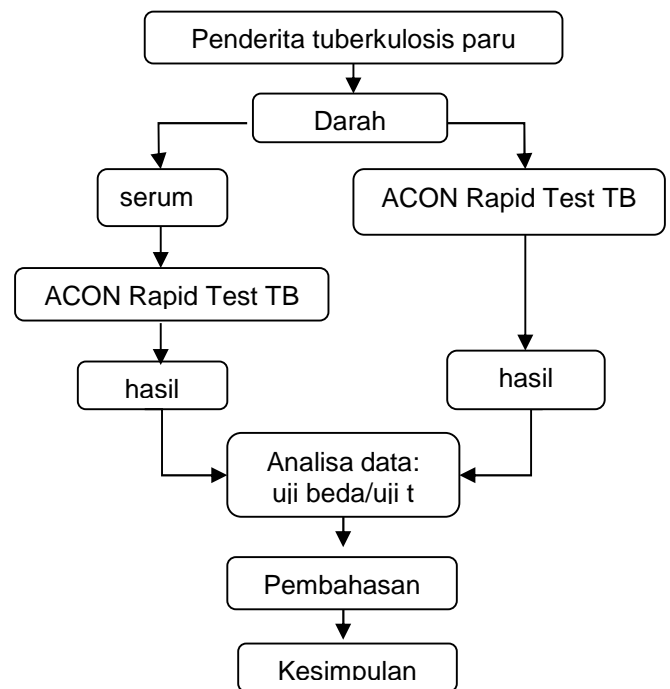 Penderita tuberkulosis paru
Darah
serum
ACON Rapid Test TB
ACON Rapid Test TB
hasil
hasil
Analisa data:
uji beda/uji t
Pembahasan
Kesimpulan